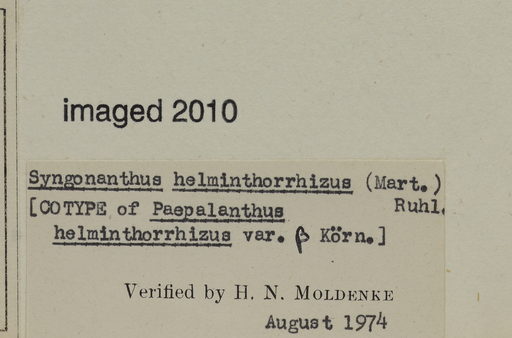 imaged 2010
Syngonanthus helminthorrhizus (Mart.)
[COTYPE of Paepalanthus Ruhl.
helminthorrhizus var. β Körn.]
Verified by H. N. MOLDENKE
August 1974